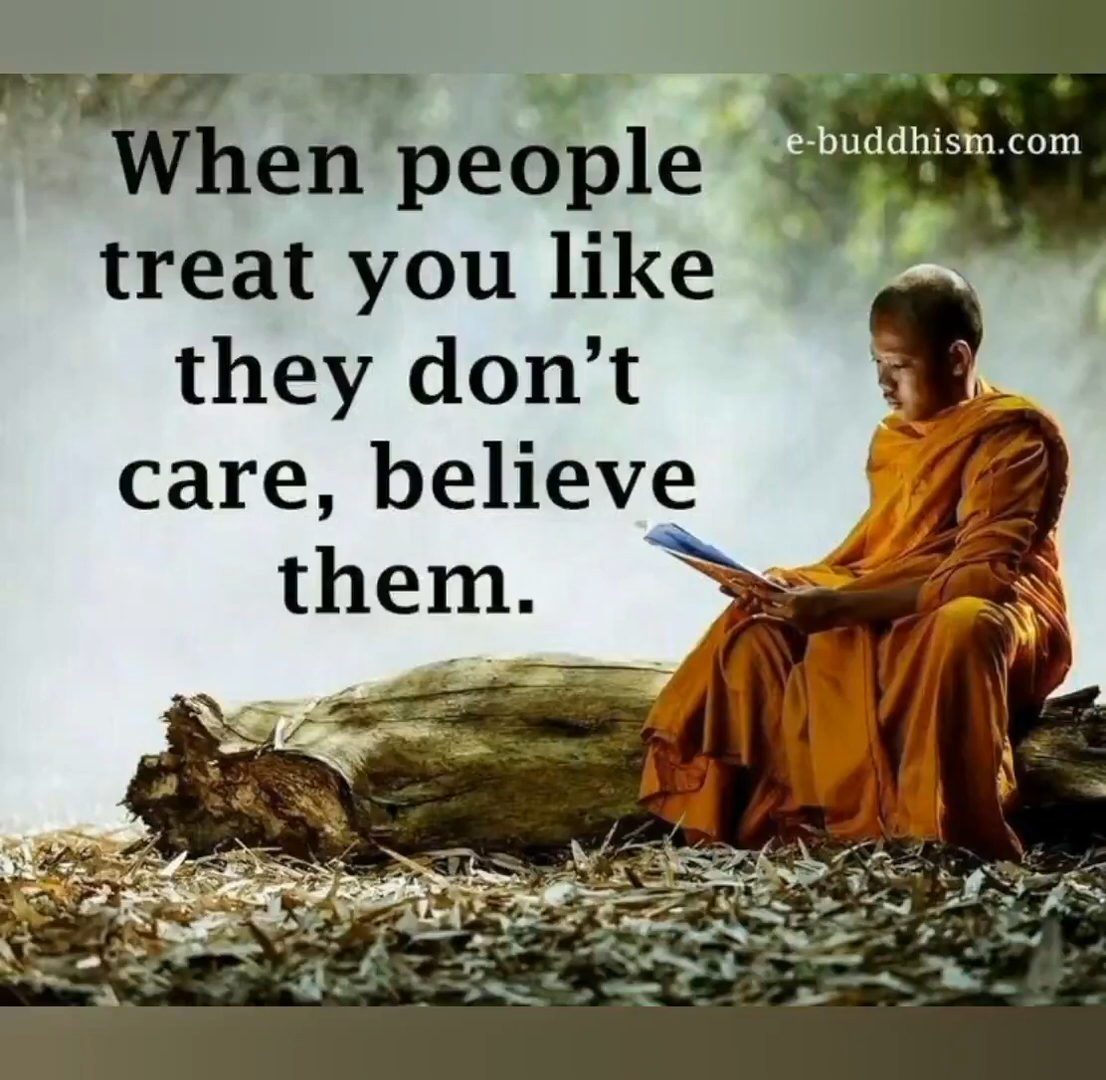 When people
treat you like
they don’t
care, believe
them.
e-buddhism.com